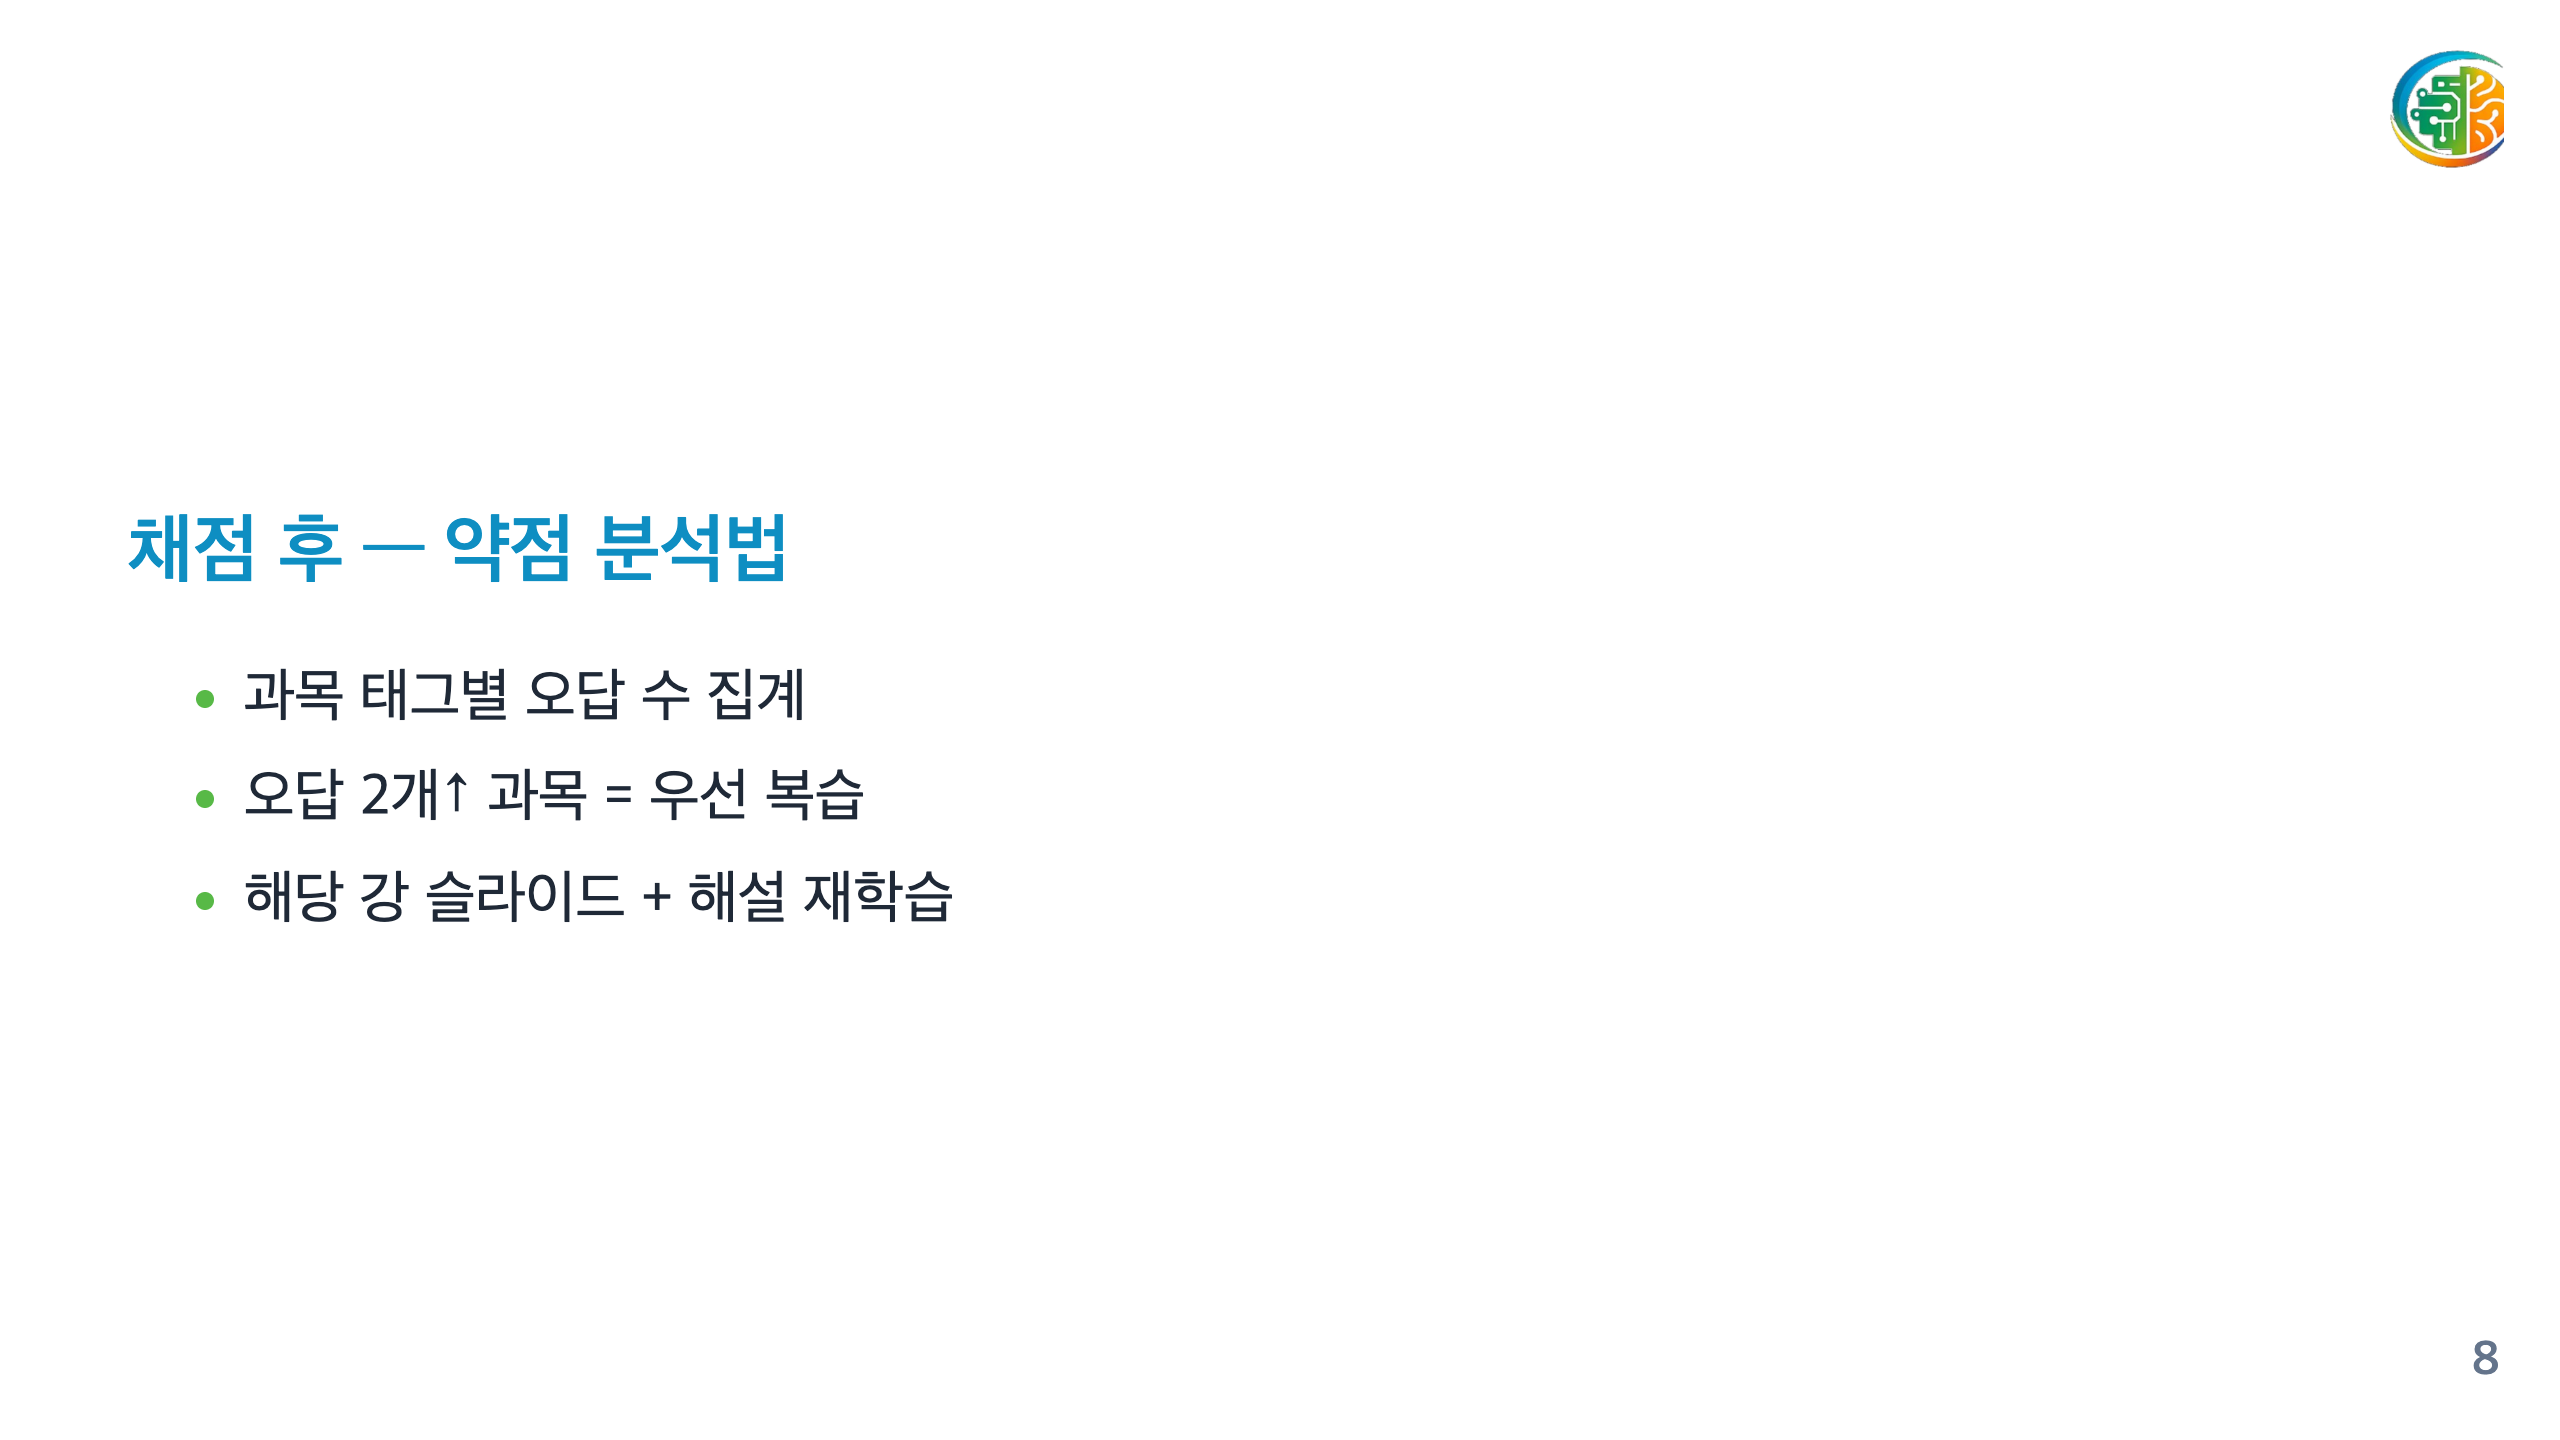 채점 후 — 약점 분석법
• 과목 태그별 오답 수 집계
• 오답 2개↑ 과목 = 우선 복습
• 해당 강 슬라이드 + 해설 재학습
8